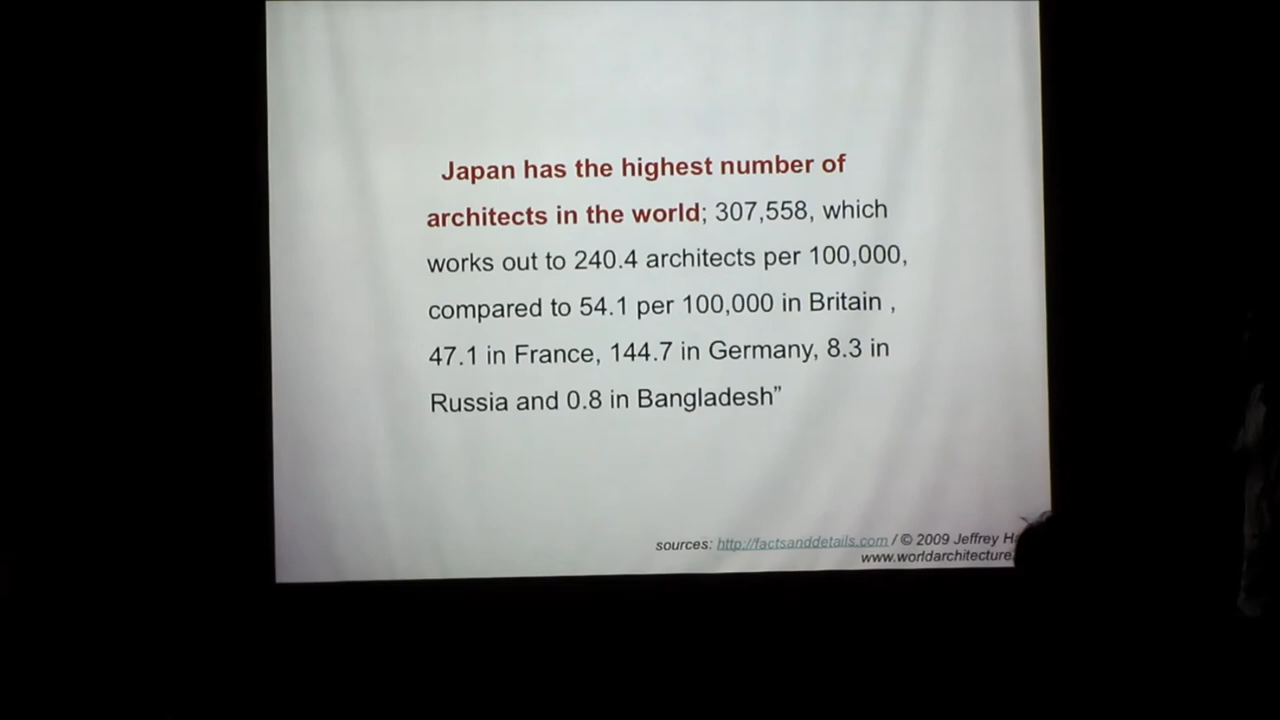 Japan has the highest number of
architects in the world; 307,558, which
works out to 240.4 architects per 100,000,
compared to 54.1 per 100,000 in Britain ,
47.1 in France, 144.7 in Germany, 8.3 in
Russia and 0.8 in Bangladesh”
sources: http://factsanddetails.com / © 2009 Jeffrey
www.worldarchitecture.